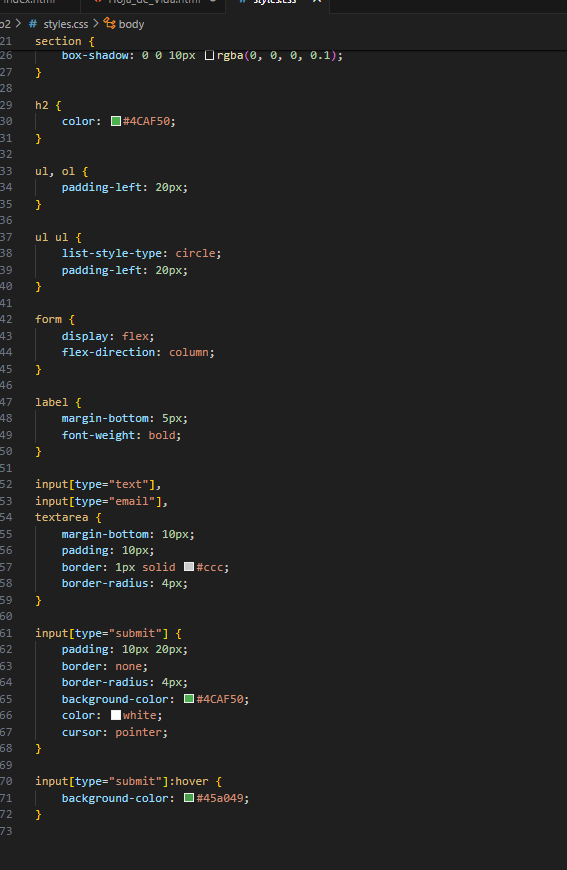 index.html Hoja_de_Vida.html styles.css
o2 > # styles.css > body
21 section {
26 box-shadow: 0 0 10px rgba(0, 0, 0, 0.1);
27 }
28
29 h2 {
30 color: #4CAF50;
31 }
32
33 ul, ol {
34 padding-left: 20px;
35 }
36
37 ul ul {
38 list-style-type: circle;
39 padding-left: 20px;
40 }
41
42 form {
43 display: flex;
44 flex-direction: column;
45 }
46
47 label {
48 margin-bottom: 5px;
49 font-weight: bold;
50 }
51
52 input[type="text"],
53 input[type="email"],
54 textarea {
55 margin-bottom: 10px;
56 padding: 10px;
57 border: 1px solid #ccc;
58 border-radius: 4px;
59 }
60
61 input[type="submit"] {
62 padding: 10px 20px;
63 border: none;
64 border-radius: 4px;
65 background-color: #4CAF50;
66 color: white;
67 cursor: pointer;
68 }
69
70 input[type="submit"]:hover {
71 background-color: #45a049;
72 }
73